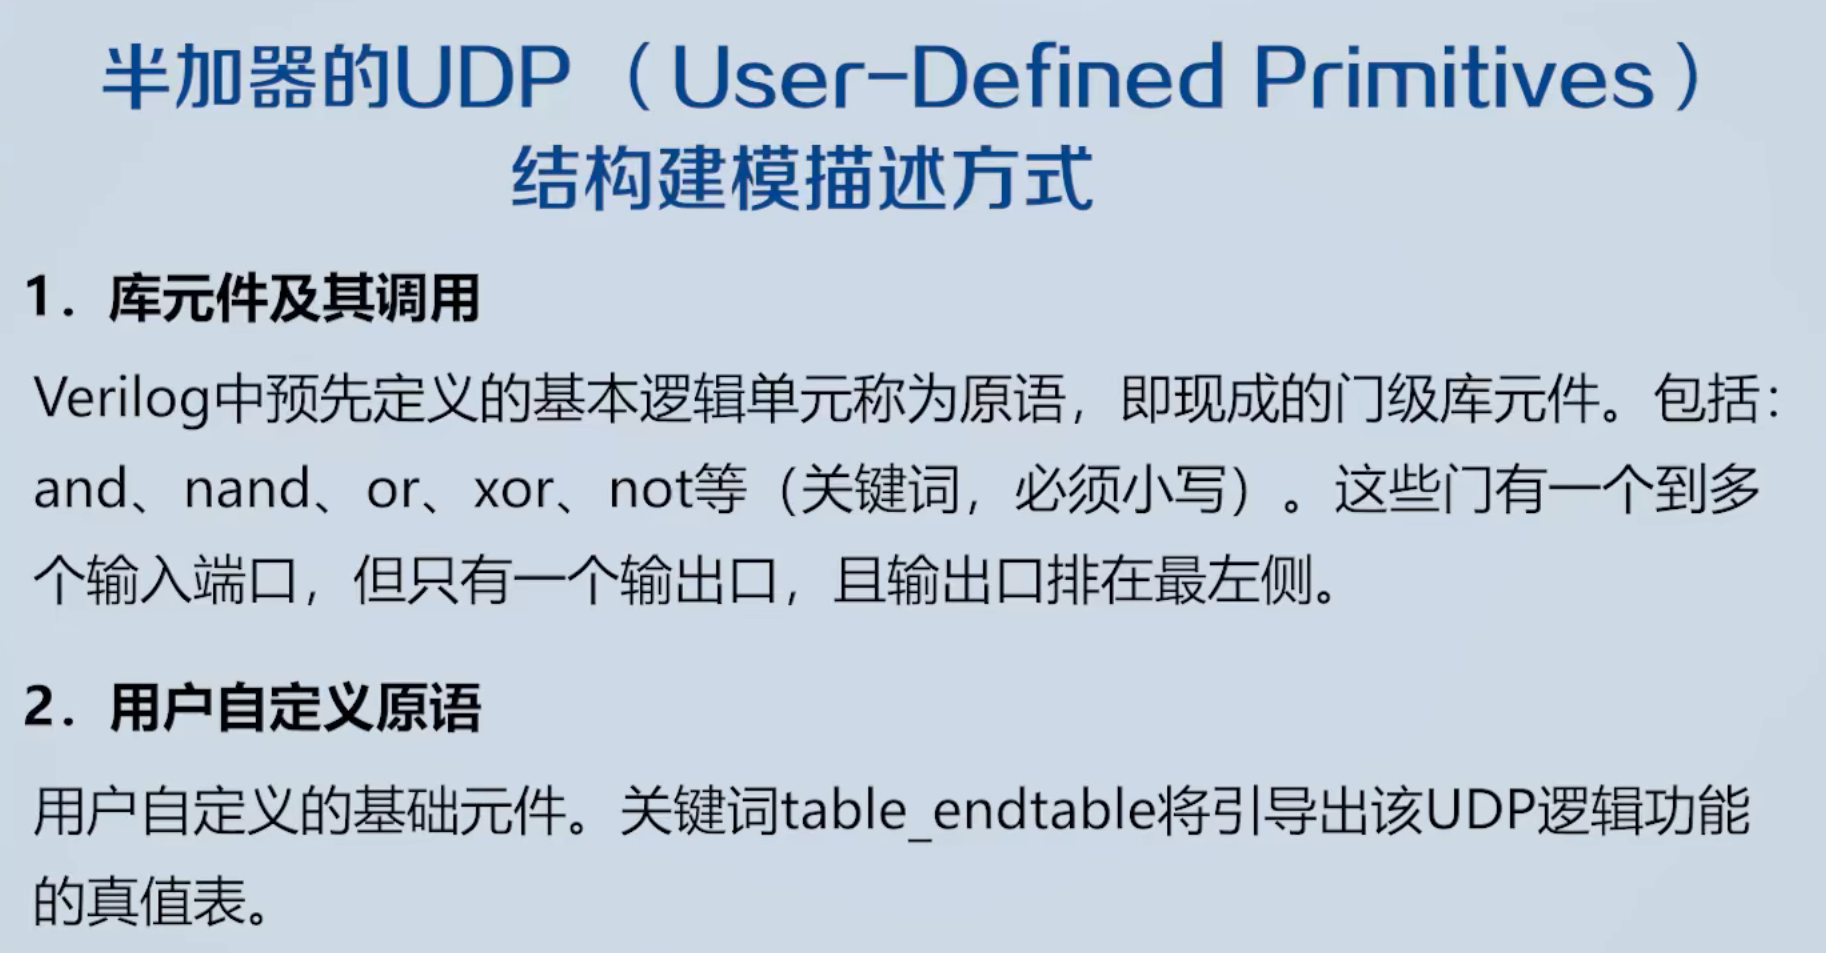 半加器的UDP（User-Defined Primitives）
结构建模描述方式
1. 库元件及其调用
Verilog中预先定义的基本逻辑单元称为原语，即现成的门级库元件。包括：
and、nand、or、xor、not等（关键词，必须小写）。这些门有一个到多
个输入端口，但只有一个输出口，且输出口排在最左侧。
2. 用户自定义原语
用户自定义的基础元件。关键词table_endtable将引导出该UDP逻辑功能
的真值表。